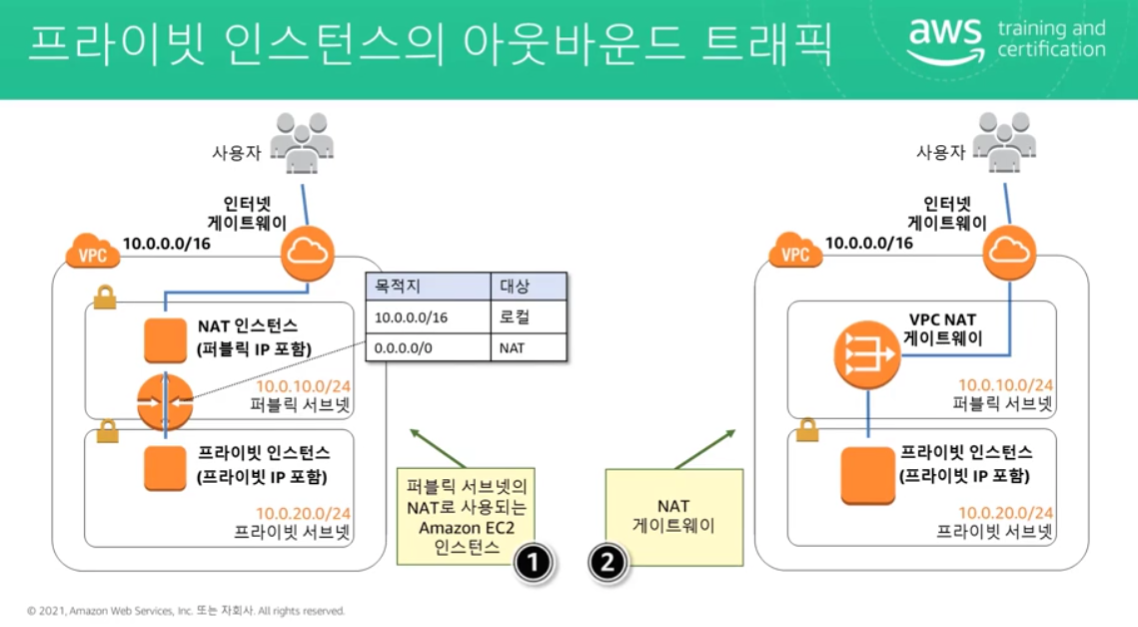 프라이빗 인스턴스의 아웃바운드 트래픽
aws
training and
certification
사용자
인터넷
게이트웨이
VPC
10.0.0.0/16
목적지 대상
10.0.0.0/16 로컬
0.0.0.0/0 NAT
NAT 인스턴스
(퍼블릭 IP 포함)
10.0.10.0/24
퍼블릭 서브넷
프라이빗 인스턴스
(프라이빗 IP 포함)
10.0.20.0/24
프라이빗 서브넷
퍼블릭 서브넷의
NAT로 사용되는
Amazon EC2
인스턴스
1
사용자
인터넷
게이트웨이
VPC
10.0.0.0/16
VPC NAT
게이트웨이
10.0.10.0/24
퍼블릭 서브넷
프라이빗 인스턴스
(프라이빗 IP 포함)
10.0.20.0/24
프라이빗 서브넷
NAT
게이트웨이
2
© 2021, Amazon Web Services, Inc. 또는 자회사. All rights reserved.